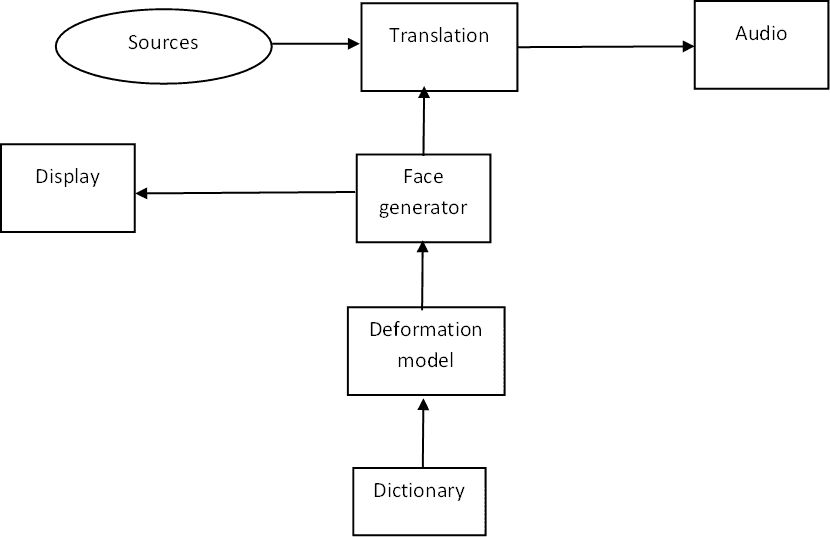 Sources
Translation
Audio
Display
Face
generator
Deformation
model
Dictionary